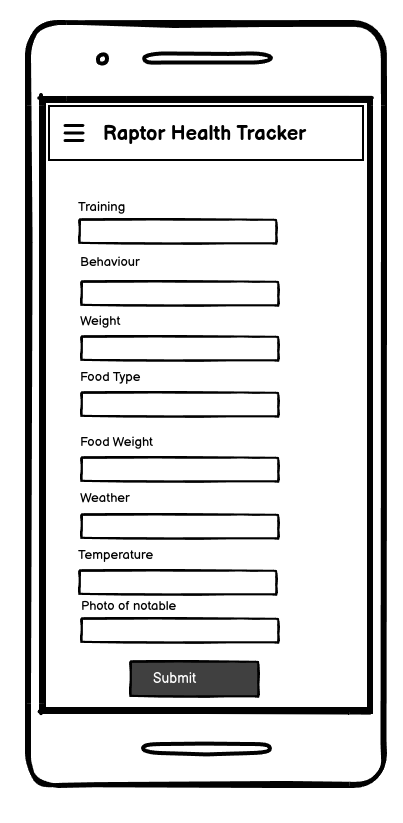 Raptor Health Tracker
Training
Behaviour
Weight
Food Type
Food Weight
Weather
Temperature
Photo of notable
Submit